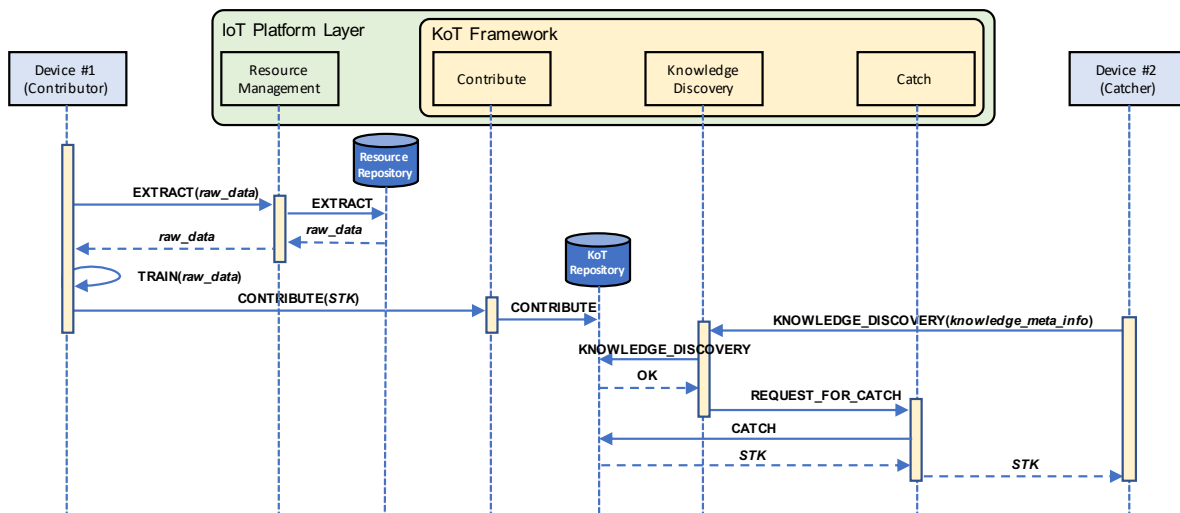 IoT Platform Layer
KoT Framework
Device #1
(Contributor)
Resource
Management
Contribute
Knowledge
Discovery
Catch
Device #2
(Catcher)
Resource
Repository
EXTRACT(raw_data)
EXTRACT
raw_data
raw_data
TRAIN(raw_data)
KoT
Repository
CONTRIBUTE(STK)
CONTRIBUTE
KNOWLEDGE_DISCOVERY(knowledge_meta_info)
KNOWLEDGE_DISCOVERY
OK
REQUEST_FOR_CATCH
CATCH
STK
STK